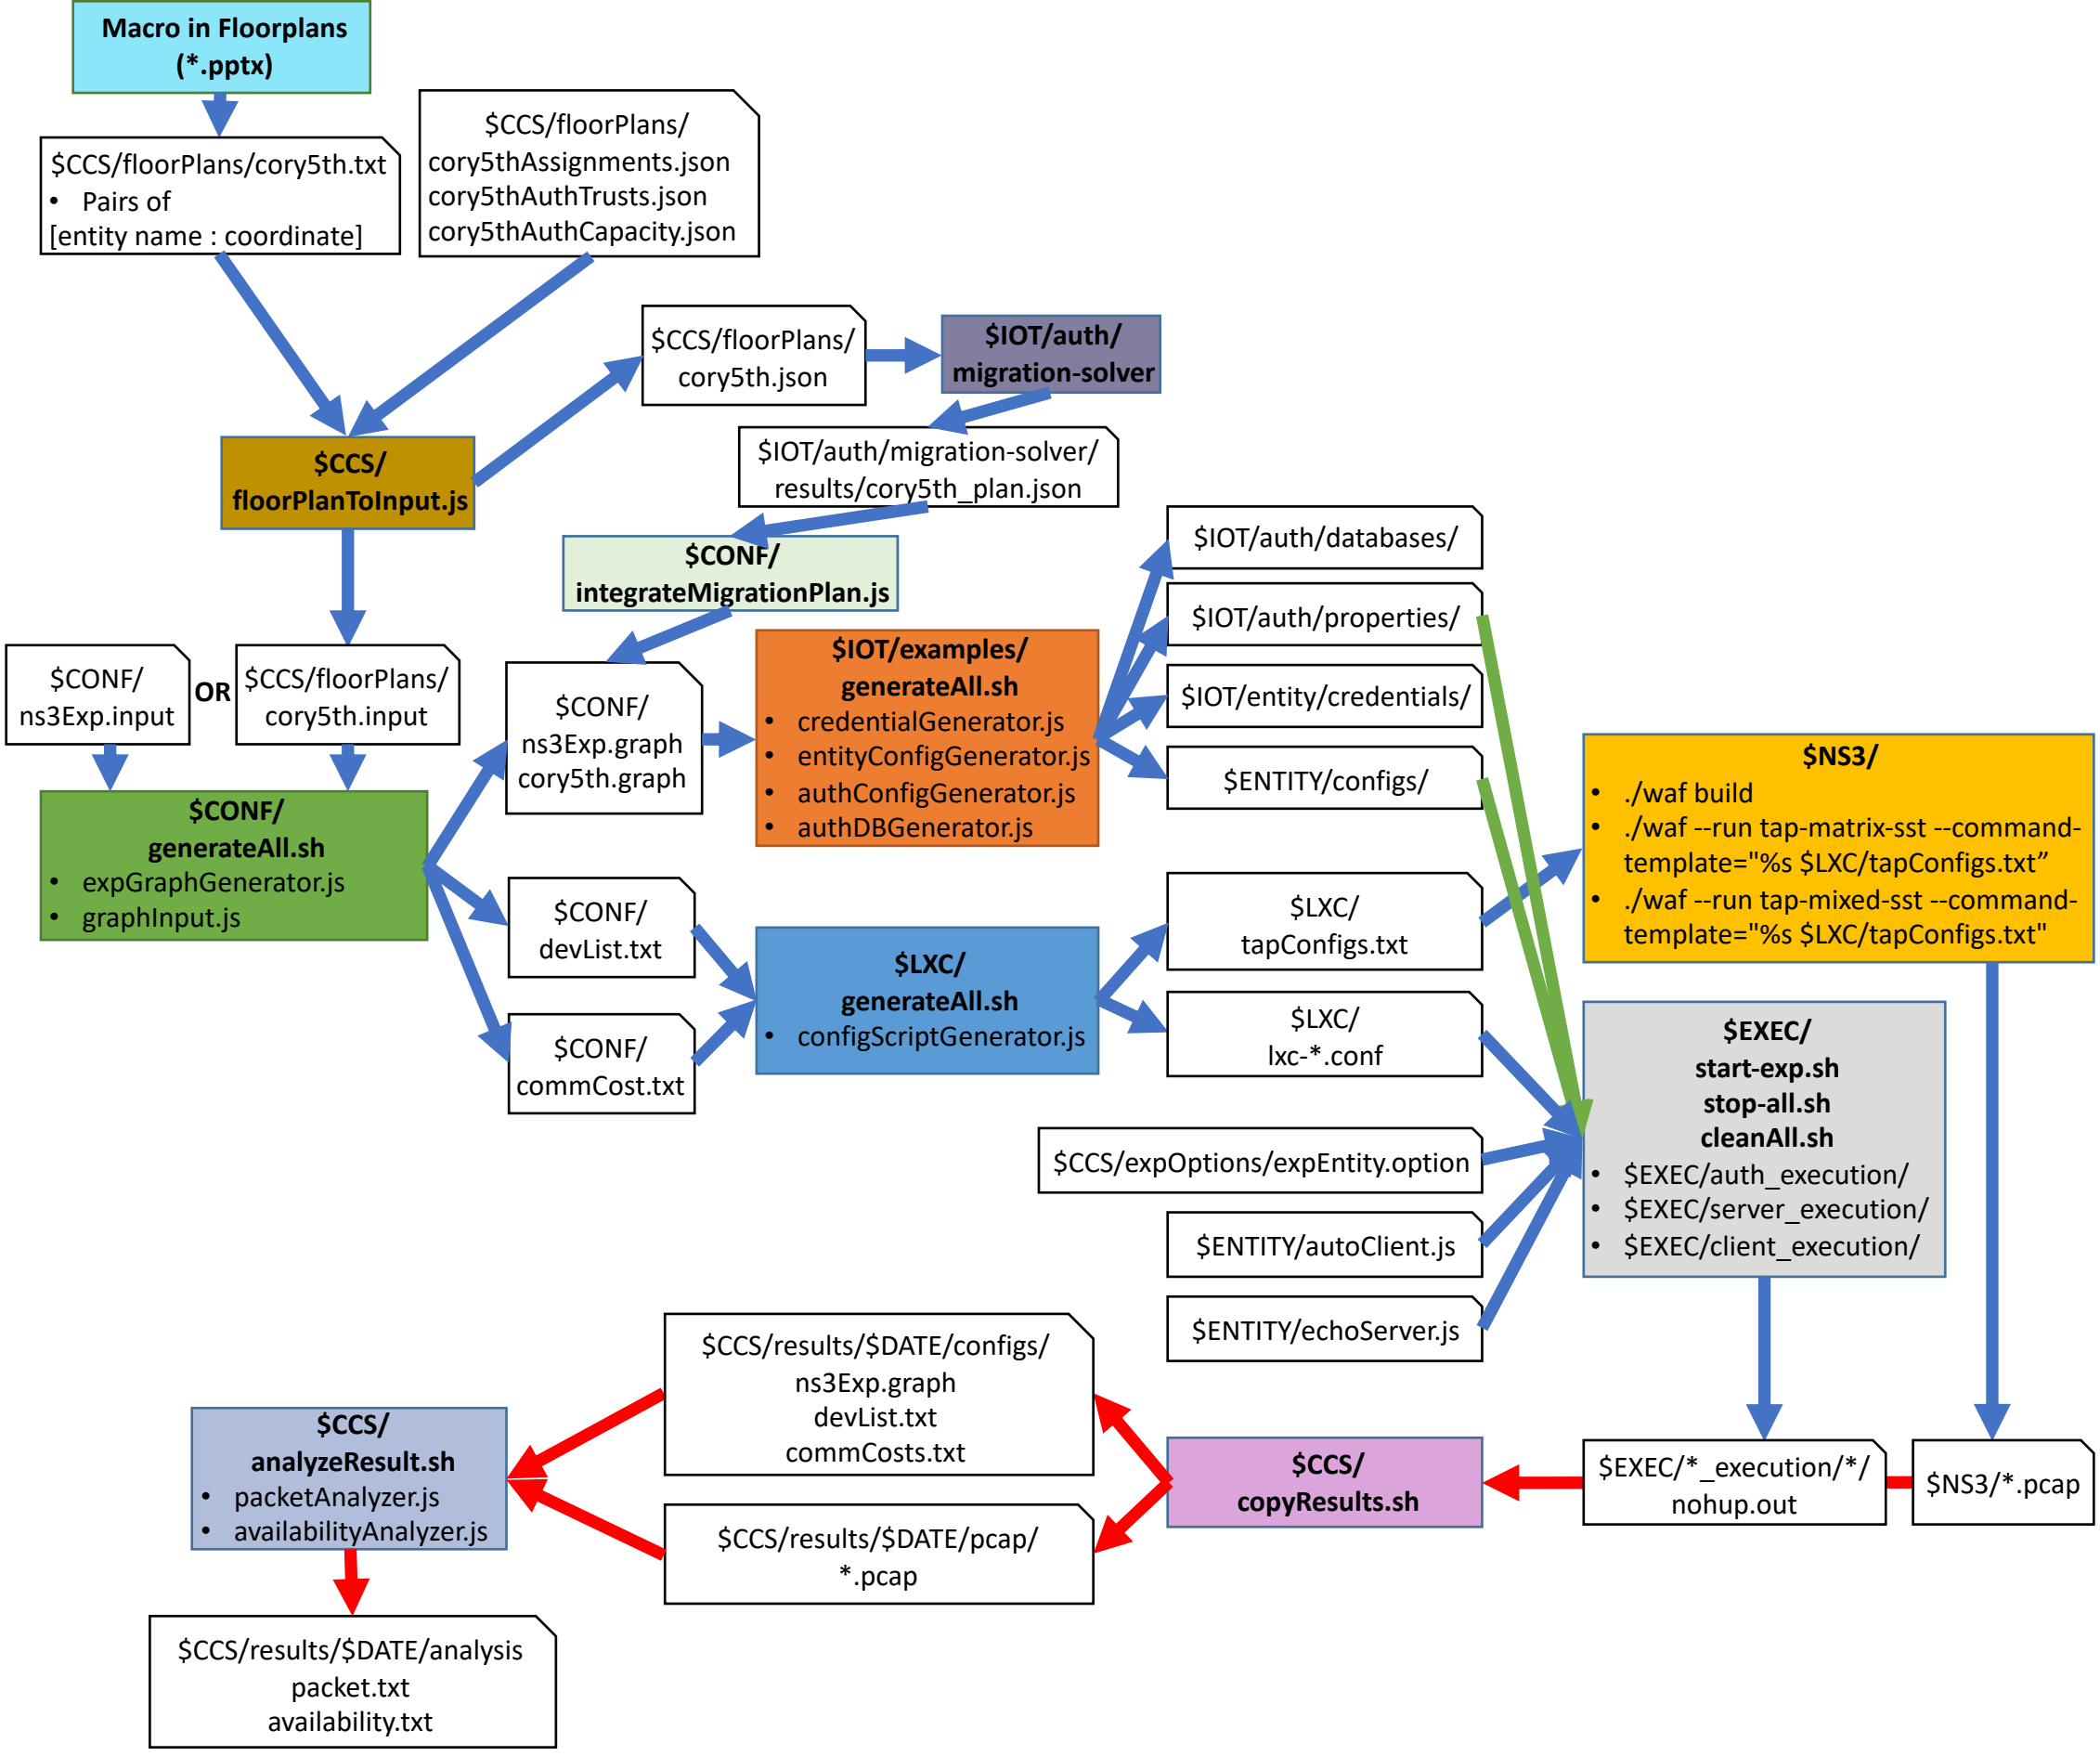 Macro in Floorplans
(*.pptx)
$CCS/floorPlans/cory5th.txt
• Pairs of
[entity name : coordinate]
$CCS/floorPlans/
cory5thAssignments.json
cory5thAuthTrusts.json
cory5thAuthCapacity.json
$CCS/floorPlans/
cory5th.json
$IOT/auth/
migration-solver
$CCS/
floorPlanToInput.js
$IOT/auth/migration-solver/
results/cory5th_plan.json
$CONF/
integrateMigrationPlan.js
$CONF/
ns3Exp.input
OR
$CCS/floorPlans/
cory5th.input
$CONF/
generateAll.sh
• expGraphGenerator.js
• graphInput.js
$CONF/
ns3Exp.graph
cory5th.graph
$CONF/
devList.txt
$CONF/
commCost.txt
$IOT/examples/
generateAll.sh
• credentialGenerator.js
• entityConfigGenerator.js
• authConfigGenerator.js
• authDBGenerator.js
$LXC/
generateAll.sh
• configScriptGenerator.js
$IOT/auth/databases/
$IOT/auth/properties/
$IOT/entity/credentials/
$ENTITY/configs/
$LXC/
tapConfigs.txt
$LXC/
lxc-*.conf
$CCS/expOptions/expEntity.option
$ENTITY/autoClient.js
$ENTITY/echoServer.js
$NS3/
• ./waf build
• ./waf --run tap-matrix-sst --command-
template="%s $LXC/tapConfigs.txt”
• ./waf --run tap-mixed-sst --command-
template="%s $LXC/tapConfigs.txt"
$EXEC/
start-exp.sh
stop-all.sh
cleanAll.sh
• $EXEC/auth_execution/
• $EXEC/server_execution/
• $EXEC/client_execution/
$EXEC/*_execution/*/
nohup.out
$NS3/*.pcap
$CCS/
copyResults.sh
$CCS/results/$DATE/configs/
ns3Exp.graph
devList.txt
commCosts.txt
$CCS/results/$DATE/pcap/
*.pcap
$CCS/
analyzeResult.sh
• packetAnalyzer.js
• availabilityAnalyzer.js
$CCS/results/$DATE/analysis
packet.txt
availability.txt